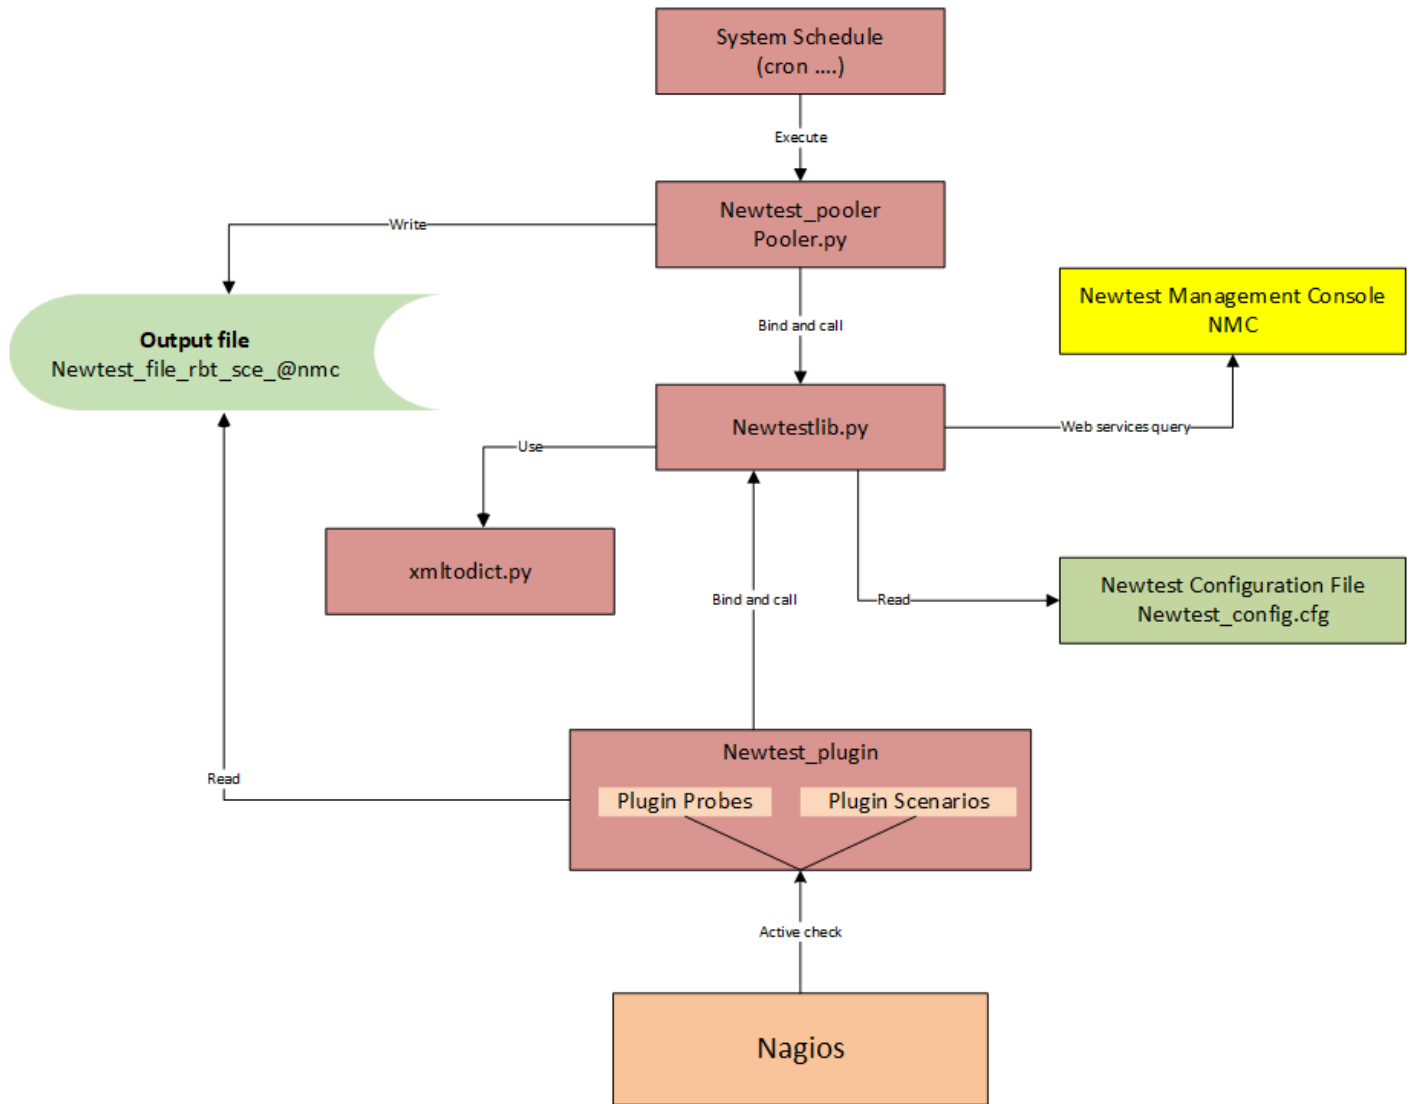 System Schedule
(cron ....)
Execute
Newtest_pooler
Pooler.py
Write
Newtest Management Console
NMC
Bind and call
Output file
Newtest_file_rbt_sce_@nmc
Newtestlib.py
Web services query
Use
xmltodict.py
Newtest Configuration File
Newtest_config.cfg
Bind and call
Read
Newtest_plugin
Read
Plugin Probes
Plugin Scenarios
Active check
Nagios